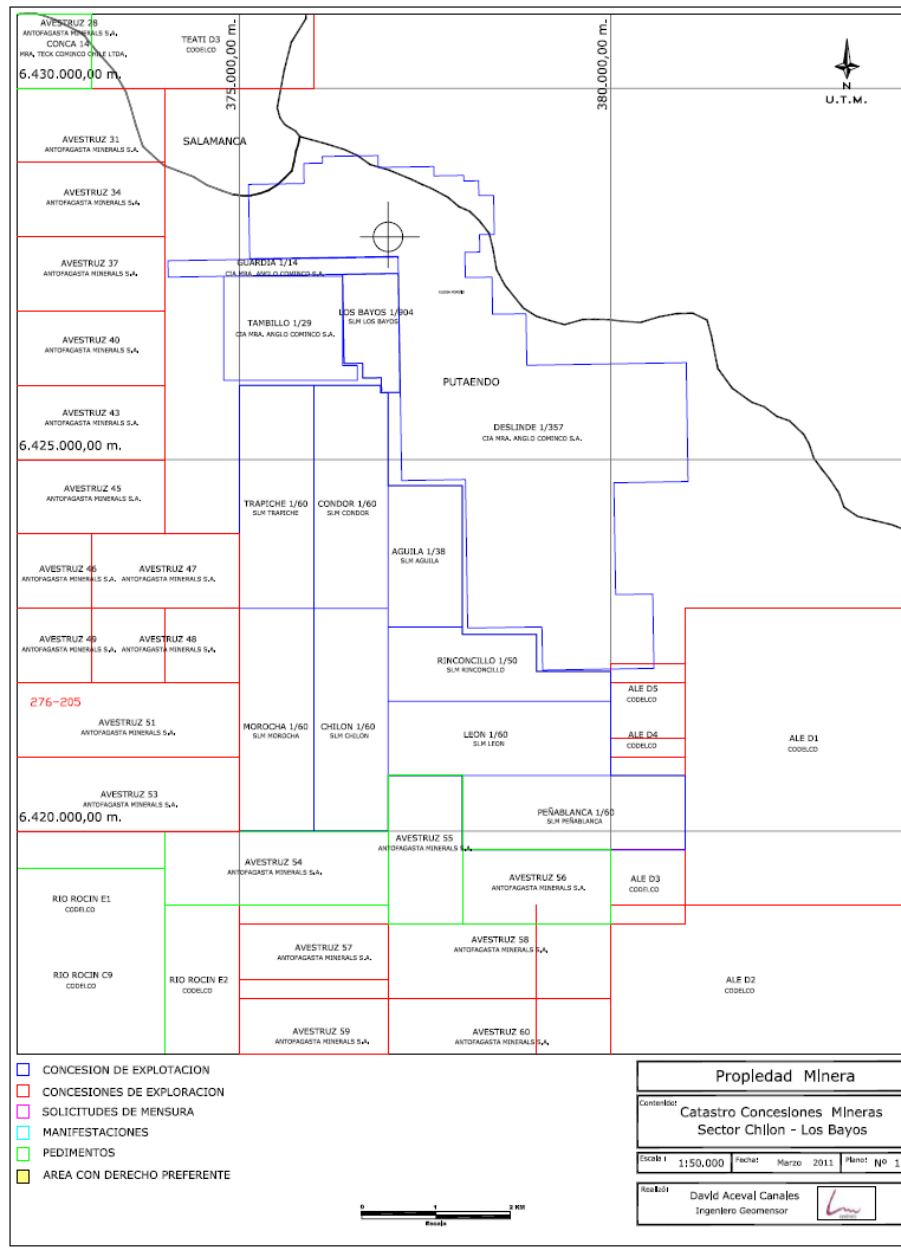 AVESTRUZ 28
ANTOFAGASTA MINERALS S.A.
CONCA 14
MRA. TECK COMINCO CHILE LTDA.
6.430.000,00 m.
TEATI D3
CODELCO
375.000,00 m.
380.000,00 m.
N
U.T.M.
AVESTRUZ 31
ANTOFAGASTA MINERALS S.A.
SALAMANCA
AVESTRUZ 34
ANTOFAGASTA MINERALS S.A.
AVESTRUZ 37
ANTOFAGASTA MINERALS S.A.
GUARDIA 1/14
CIA MRA. ANGLO COMINCO S.A.
TAMBILLO 1/29
CIA MRA. ANGLO COMINCO S.A.
LOS BAYOS 1/904
SLM LOS BAYOS
AVESTRUZ 40
ANTOFAGASTA MINERALS S.A.
PUTAENDO
AVESTRUZ 43
ANTOFAGASTA MINERALS S.A.
DESLINDE 1/357
CIA MRA. ANGLO COMINCO S.A.
6.425.000,00 m.
AVESTRUZ 45
ANTOFAGASTA MINERALS S.A.
TRAPICHE 1/60
SLM TRAPICHE
CONDOR 1/60
SLM CONDOR
AGUILA 1/38
SLM AGUILA
AVESTRUZ 46
ANTOFAGASTA MINERALS S.A.
AVESTRUZ 47
ANTOFAGASTA MINERALS S.A.
AVESTRUZ 49
ANTOFAGASTA MINERALS S.A.
AVESTRUZ 48
ANTOFAGASTA MINERALS S.A.
RINCONCILLO 1/50
SLM RINCONCILLO
276-205
AVESTRUZ 51
ANTOFAGASTA MINERALS S.A.
MOROCHA 1/60
SLM MOROCHA
CHILON 1/60
SLM CHILON
LEON 1/60
SLM LEON
ALE D5
CODELCO
ALE D4
CODELCO
ALE D1
CODELCO
AVESTRUZ 53
ANTOFAGASTA MINERALS S.A.
6.420.000,00 m.
PEÑABLANCA 1/60
SLM PEÑABLANCA
AVESTRUZ 55
ANTOFAGASTA MINERALS S.A.
AVESTRUZ 54
ANTOFAGASTA MINERALS S.A.
AVESTRUZ 56
ANTOFAGASTA MINERALS S.A.
ALE D3
CODELCO
RIO ROCIN E1
CODELCO
AVESTRUZ 57
ANTOFAGASTA MINERALS S.A.
AVESTRUZ 58
ANTOFAGASTA MINERALS S.A.
RIO ROCIN C9
CODELCO
RIO ROCIN E2
CODELCO
ALE D2
CODELCO
AVESTRUZ 59
ANTOFAGASTA MINERALS S.A.
AVESTRUZ 60
ANTOFAGASTA MINERALS S.A.
CONCESION DE EXPLOTACION
CONCESIONES DE EXPLORACION
SOLICITUDES DE MENSURA
MANIFESTACIONES
PEDIMENTOS
AREA CON DERECHO PREFERENTE
0 1 2 KM
Escala
Propiedad Minera
Contenido:
Catastro Concesiones Mineras
Sector Chilon - Los Bayos
Escala : 1:50.000 Fecha: Marzo 2011 Plano: Nº 1
Realizó:
David Aceval Canales
Ingeniero Geomensor